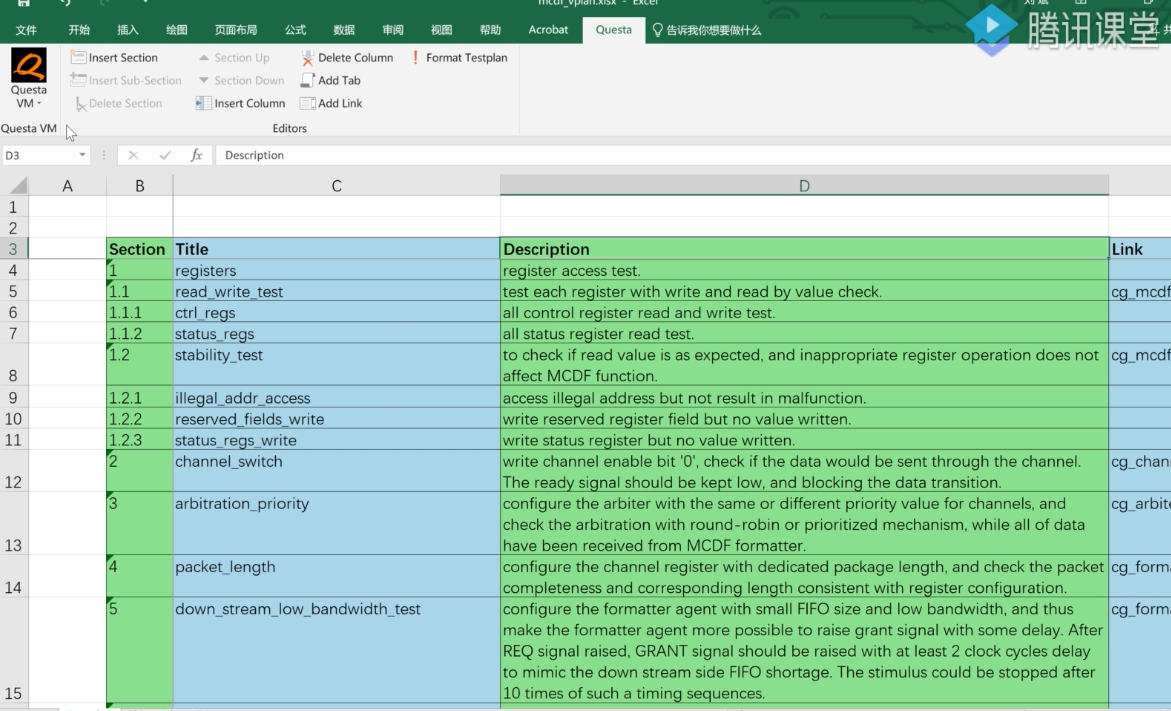 mcdf_vplan.xlsx - Excel
文件 开始 插入 绘图 页面布局 公式 数据 审阅 视图 帮助 Acrobat Questa 告诉我你想要做什么
腾讯课堂
Insert Section Section Up Delete Column Format Testplan
Insert Sub-Section Section Down Add Tab
Delete Section Insert Column Add Link
Questa
VM
Questa VM Editors
D3 fx Description
A B C D
1
2
3 Section Title Description Link
4 1 registers register access test.
5 1.1 read_write_test test each register with write and read by value check. cg_mcdf
6 1.1.1 ctrl_regs all control register read and write test.
7 1.1.2 status_regs all status register read test.
1.2 stability_test to check if read value is as expected, and inappropriate register operation does not cg_mcdf
8 affect MCDF function.
9 1.2.1 illegal_addr_access access illegal address but not result in malfunction.
10 1.2.2 reserved_fields_write write reserved register field but no value written.
11 1.2.3 status_regs_write write status register but no value written.
2 channel_switch write channel enable bit '0', check if the data would be sent through the channel. cg_chan
12 The ready signal should be kept low, and blocking the data transition.
3 arbitration_priority configure the arbiter with the same or different priority value for channels, and cg_arbite
check the arbitration with round-robin or prioritized mechanism, while all of data
13 have been received from MCDF formatter.
4 packet_length configure the channel register with dedicated package length, and check the packet cg_forma
14 completeness and corresponding length consistent with register configuration.
5 down_stream_low_bandwidth_test configure the formatter agent with small FIFO size and low bandwidth, and thus cg_forma
make the formatter agent more possible to raise grant signal with some delay. After
REQ signal raised, GRANT signal should be raised with at least 2 clock cycles delay
to mimic the down stream side FIFO shortage. The stimulus could be stopped after
15 10 times of such a timing sequences.